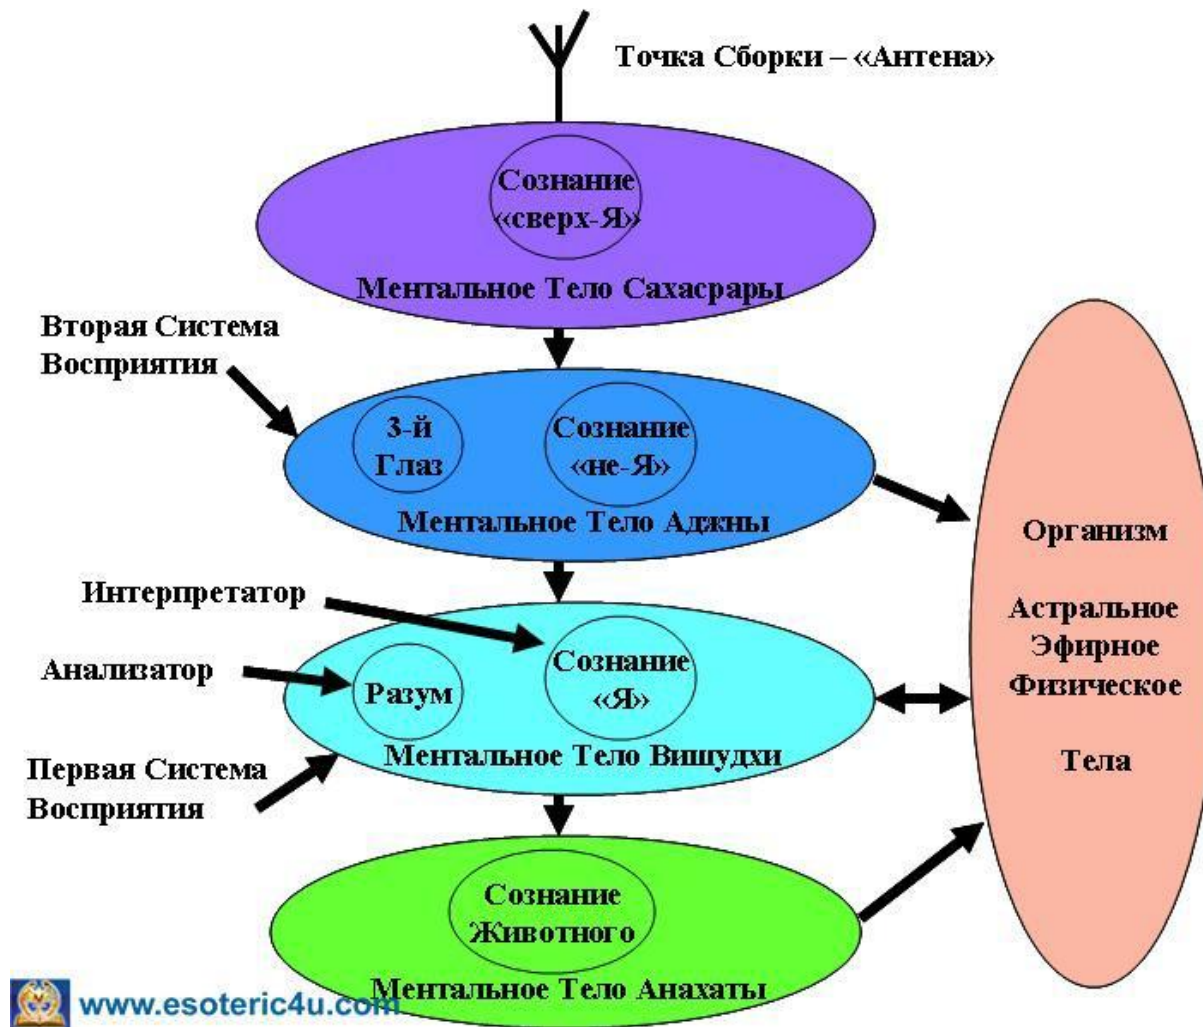 Точка Сборки – «Антена»
Сознание
«сверх-Я»
Ментальное Тело Сахасрары
Вторая Система
Восприятия
3-й
Глаз
Сознание
«не-Я»
Ментальное Тело Аджны
Интерпретатор
Анализатор
Разум
Сознание
«Я»
Ментальное Тело Вишудхи
Первая Система
Восприятия
Сознание
Животного
Ментальное Тело Анахаты
Организм
Астральное
Эфирное
Физическое
Тела
www.esoteric4u.com